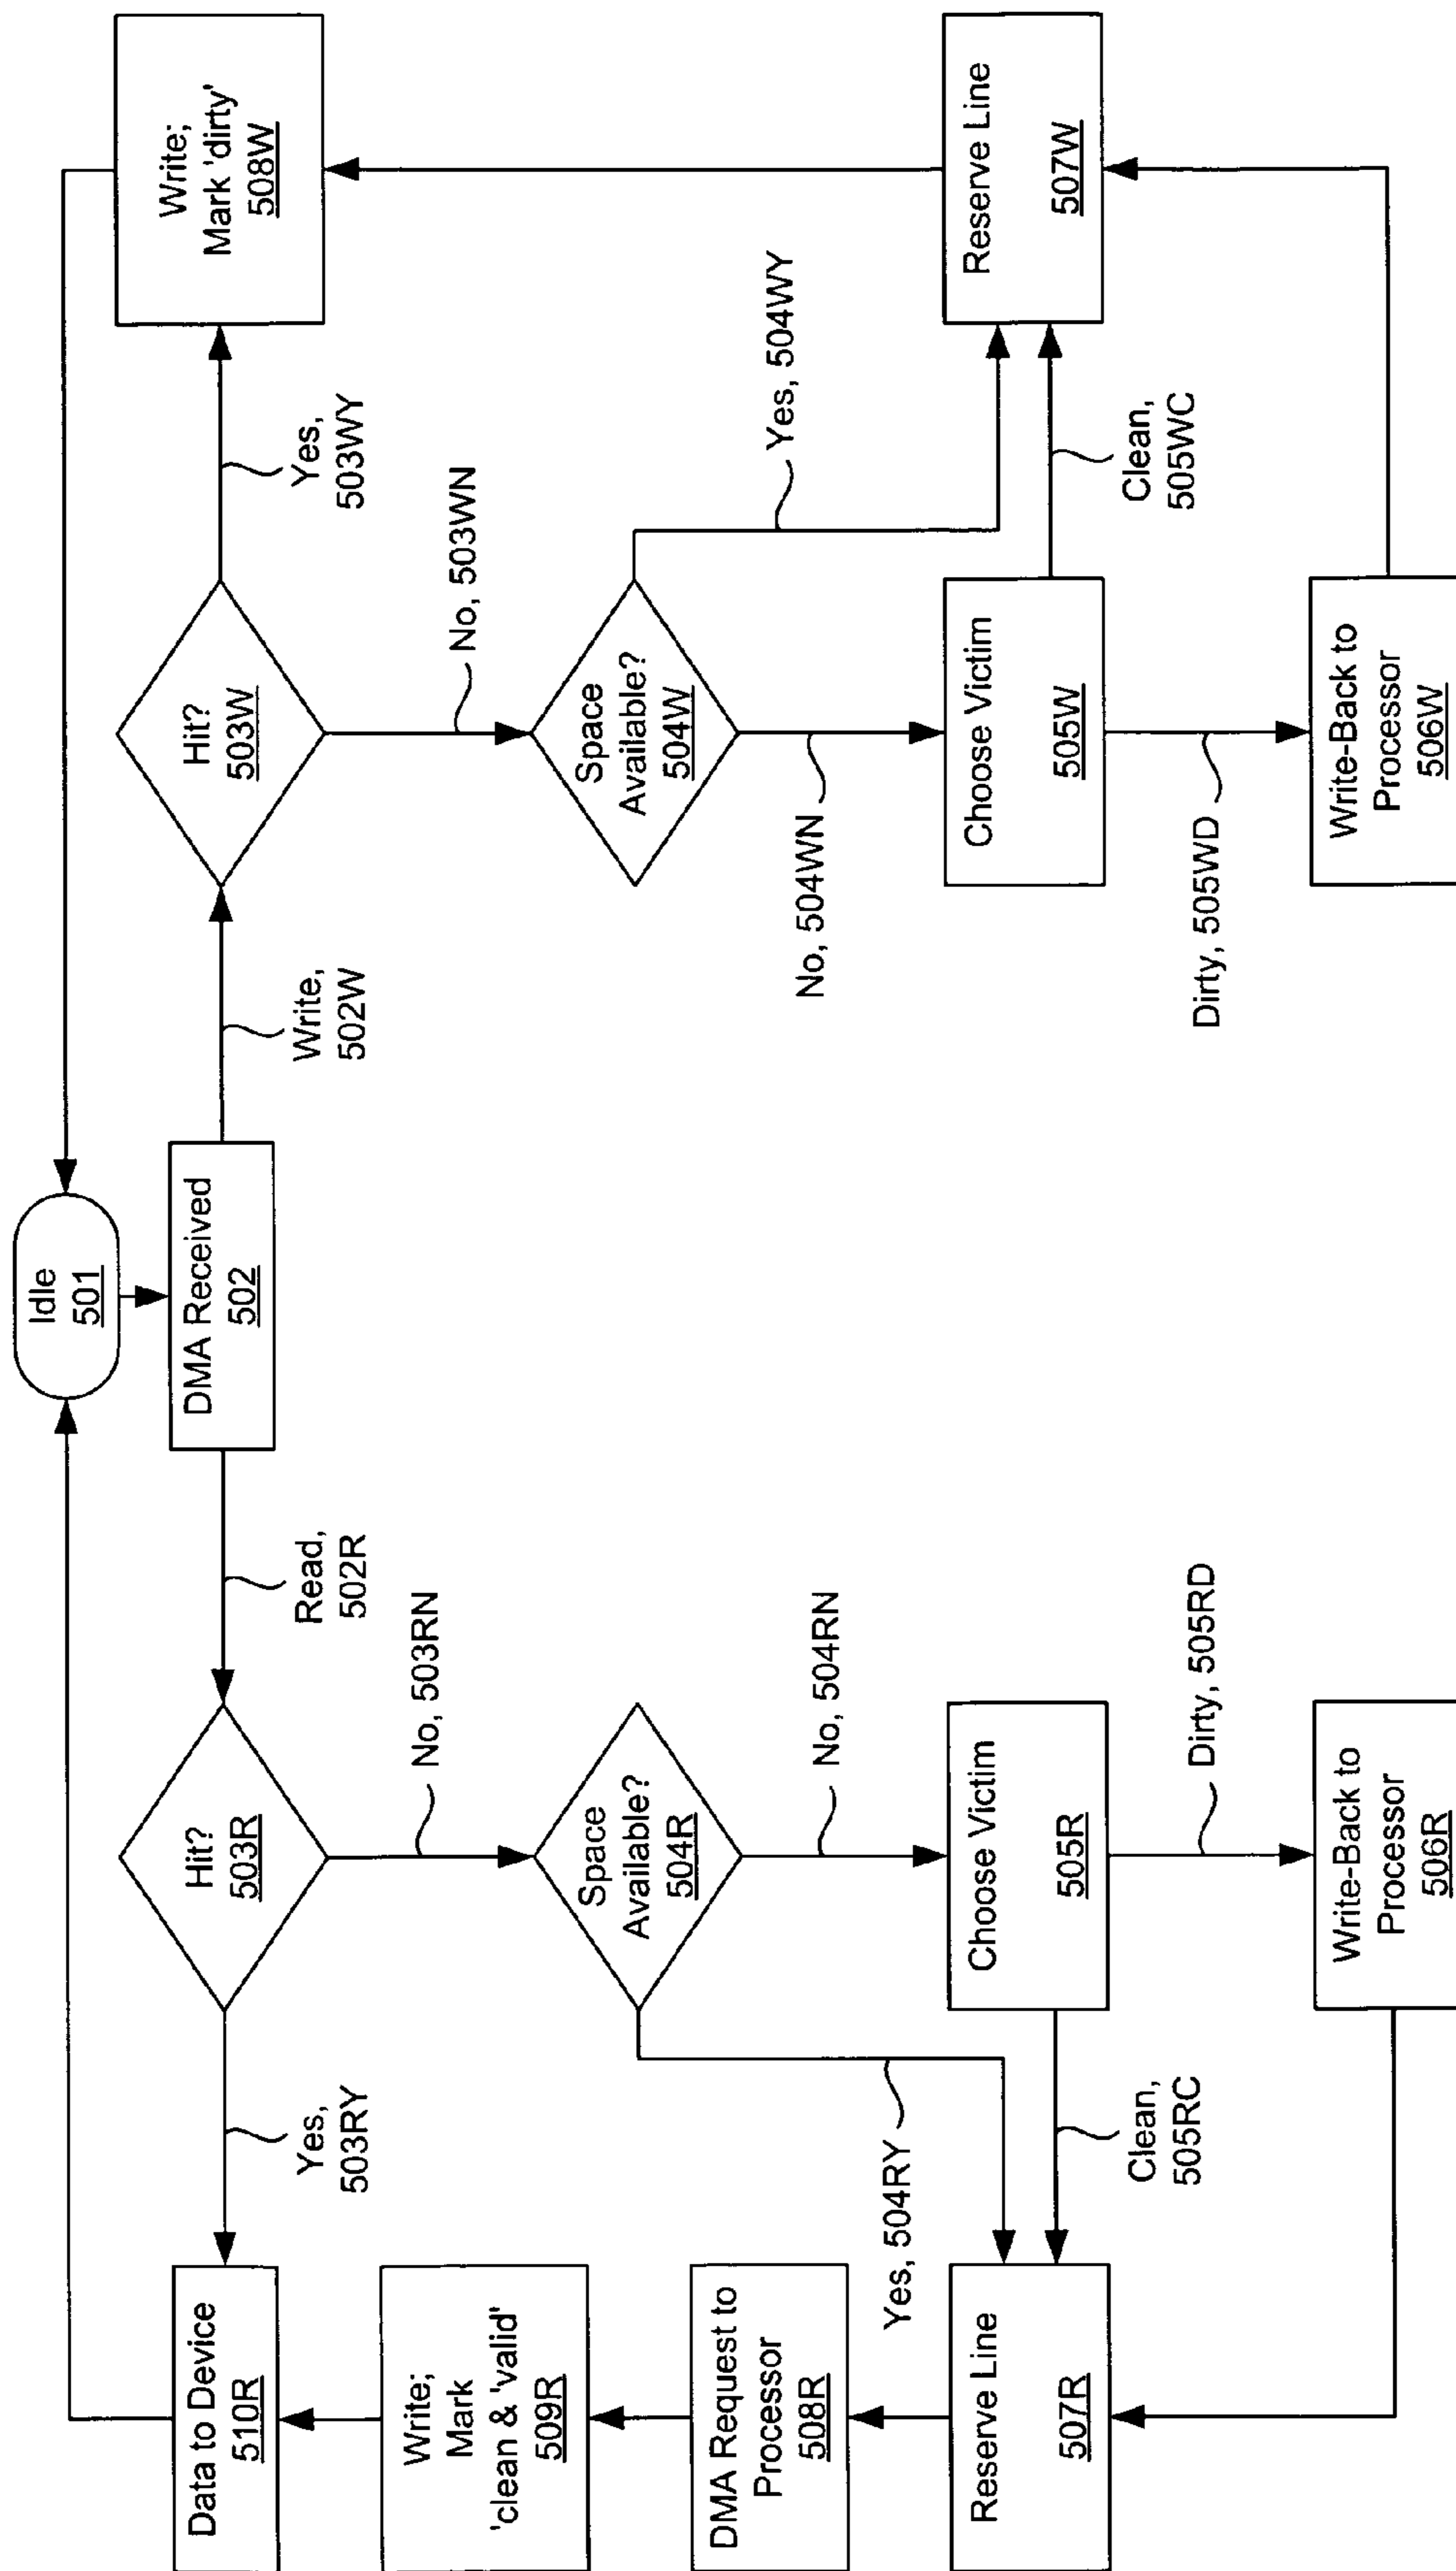 Idle
501
DMA Received
502
Read,
502R
Write,
502W
Hit?
503R
Yes,
503RY
No, 503RN
Data to Device
510R
Write;
Mark
'clean & 'valid'
509R
DMA Request to
Processor
508R
Space
Available?
504R
Yes, 504RY
No, 504RN
Reserve Line
507R
Clean,
505RC
Choose Victim
505R
Dirty, 505RD
Write-Back to
Processor
506R
Hit?
503W
Yes,
503WY
No, 503WN
Write;
Mark 'dirty'
508W
Space
Available?
504W
Yes, 504WY
No, 504WN
Choose Victim
505W
Clean,
505WC
Reserve Line
507W
Dirty, 505WD
Write-Back to
Processor
506W